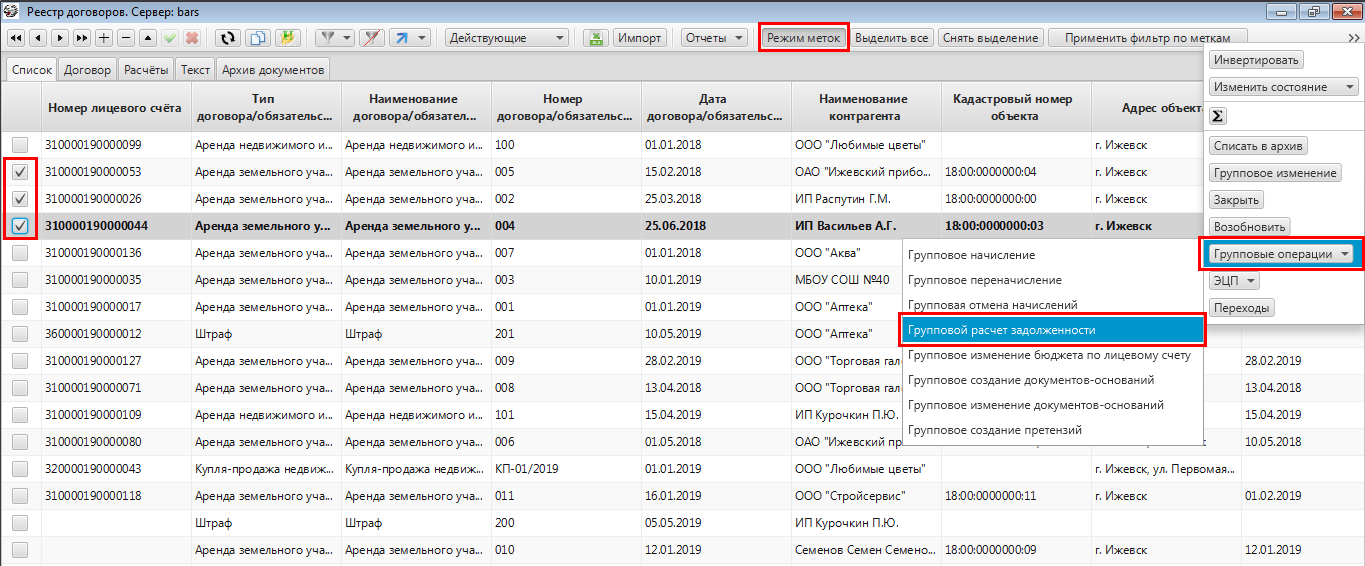 Реестр договоров. Сервер: bars
Действующие Импорт Отчеты Режим меток Выделить все Снять выделение Применить фильтр по меткам
Список Договор Расчёты Текст Архив документов
Номер лицевого счёта Тип договора/обязательс... Наименование договора/обязател... Номер договора/обязательс... Дата договора/обязательс... Наименование контрагента Кадастровый номер объекта Адрес объекта
310000190000099 Аренда недвижимого и... Аренда недвижимого и... 100 01.01.2018 ООО "Любимые цветы" г. Ижевск
310000190000053 Аренда земельного уча... Аренда земельного уча... 005 15.02.2018 ОАО "Ижевский прибо... 18:00:0000000:04 г. Ижевск
310000190000026 Аренда земельного уча... Аренда земельного уча... 002 25.03.2018 ИП Распутин Г.М. 18:00:0000000:00 г. Ижевск
310000190000044 Аренда земельного у... Аренда земельного у... 004 25.06.2018 ИП Васильев А.Г. 18:00:0000000:03 г. Ижевск
310000190000136 Аренда земельного уча... Аренда земельного уча... 007 02.01.2018 ООО "Аква"
310000190000035 Аренда земельного уча... Аренда земельного уча... 003 10.01.2019 МБОУ СОШ №40
310000190000017 Аренда земельного уча... Аренда земельного уча... 001 01.01.2019 ООО "Аптека"
360000190000012 Штраф Штраф 201 10.05.2019 ООО "Аптека"
310000190000127 Аренда земельного уча... Аренда земельного уча... 009 28.02.2019 ООО "Торговая гал 28.02.2019
310000190000071 Аренда земельного уча... Аренда земельного уча... 008 13.04.2018 ООО "Торговая гал 13.04.2018
310000190000109 Аренда недвижимого и... Аренда недвижимого и... 101 15.04.2019 ИП Курочкин П.Ю. 15.04.2019
310000190000080 Аренда земельного уча... Аренда земельного уча... 006 01.05.2018 ОАО "Ижевский пр 10.05.2018
320000190000043 Купля-продажа недвиж... Купля-продажа недвиж... КП-01/2019 01.01.2019 ООО "Любимые цветы" г. Ижевск, ул. Первомая...
310000190000118 Аренда земельного уча... Аренда земельного уча... 011 16.01.2019 ООО "Стройсервис" 18:00:0000000:11 г. Ижевск 01.02.2019
Штраф Штраф 200 05.05.2019 ИП Курочкин П.Ю.
Аренда земельного уча... Аренда земельного уча... 010 12.01.2019 Семенов Семен Семено... 18:00:0000000:09 г. Ижевск 12.01.2019
Инвертировать
Изменить состояние
Σ
Списать в архив
Групповое изменение
Закрыть
Возобновить
Групповые операции
ЭЦП
Переходы
Групповое начисление
Групповое переначисление
Групповая отмена начислений
Групповой расчет задолженности
Групповое изменение бюджета по лицевому счету
Групповое создание документов-оснований
Групповое изменение документов-оснований
Групповое создание претензий